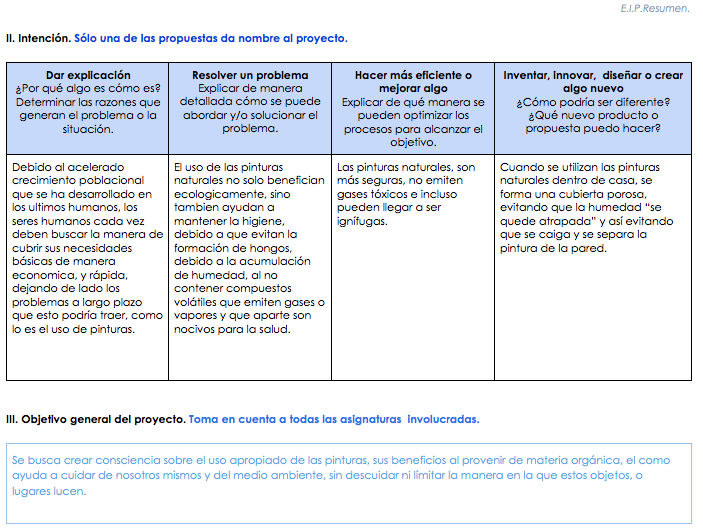 E.I.P.Resumen.
II. Intención. Sólo una de las propuestas da nombre al proyecto.
Dar explicación
¿Por qué algo es cómo es?
Determinar las razones que
generan el problema o la
situación.
Resolver un problema
Explicar de manera
detallada cómo se puede
abordar y/o solucionar el
problema.
Hacer más eficiente o
mejorar algo
Explicar de qué manera se
pueden optimizar los
procesos para alcanzar el
objetivo.
Inventar, innovar,  diseñar o crear
algo nuevo
¿Cómo podría ser diferente?
¿Qué nuevo producto o
propuesta puedo hacer?
Debido al acelerado
crecimiento poblacional
que se ha desarrollado en
los ultimos humanos, los
seres humanos cada vez
deben buscar la manera de
cubrir sus necesidades
básicas de manera
economica, y rápida,
dejando de lado los
problemas a largo plazo
que esto podría traer, como
lo es el uso de pinturas.
El uso de las pinturas
naturales no solo benefician
ecologicamente, sino
tambien ayudan a
mantener la higiene,
debido a que evitan la
formación de hongos,
debido a la acumulación
de humedad, al no
contener compuestos
volátiles que emiten gases o
vapores y que aparte son
nocivos para la salud.
Las pinturas naturales, son
más seguras, no emiten
gases tóxicos e incluso
pueden llegar a ser
ignífugas.
Cuando se utilizan las pinturas
naturales dentro de casa, se
forma una cubierta porosa,
evitando que la humedad “se
quede atrapada” y así evitando
que se caiga y se separa la
pintura de la pared.
III. Objetivo general del proyecto. Toma en cuenta a todas las asignaturas  involucradas.
Se busca crear consciencia sobre el uso apropiado de las pinturas, sus beneficios al provenir de materia orgánica, el como
ayuda a cuidar de nosotros mismos y del medio ambiente, sin descuidar ni límitar la manera en la que estos objetos, o
lugares lucen.